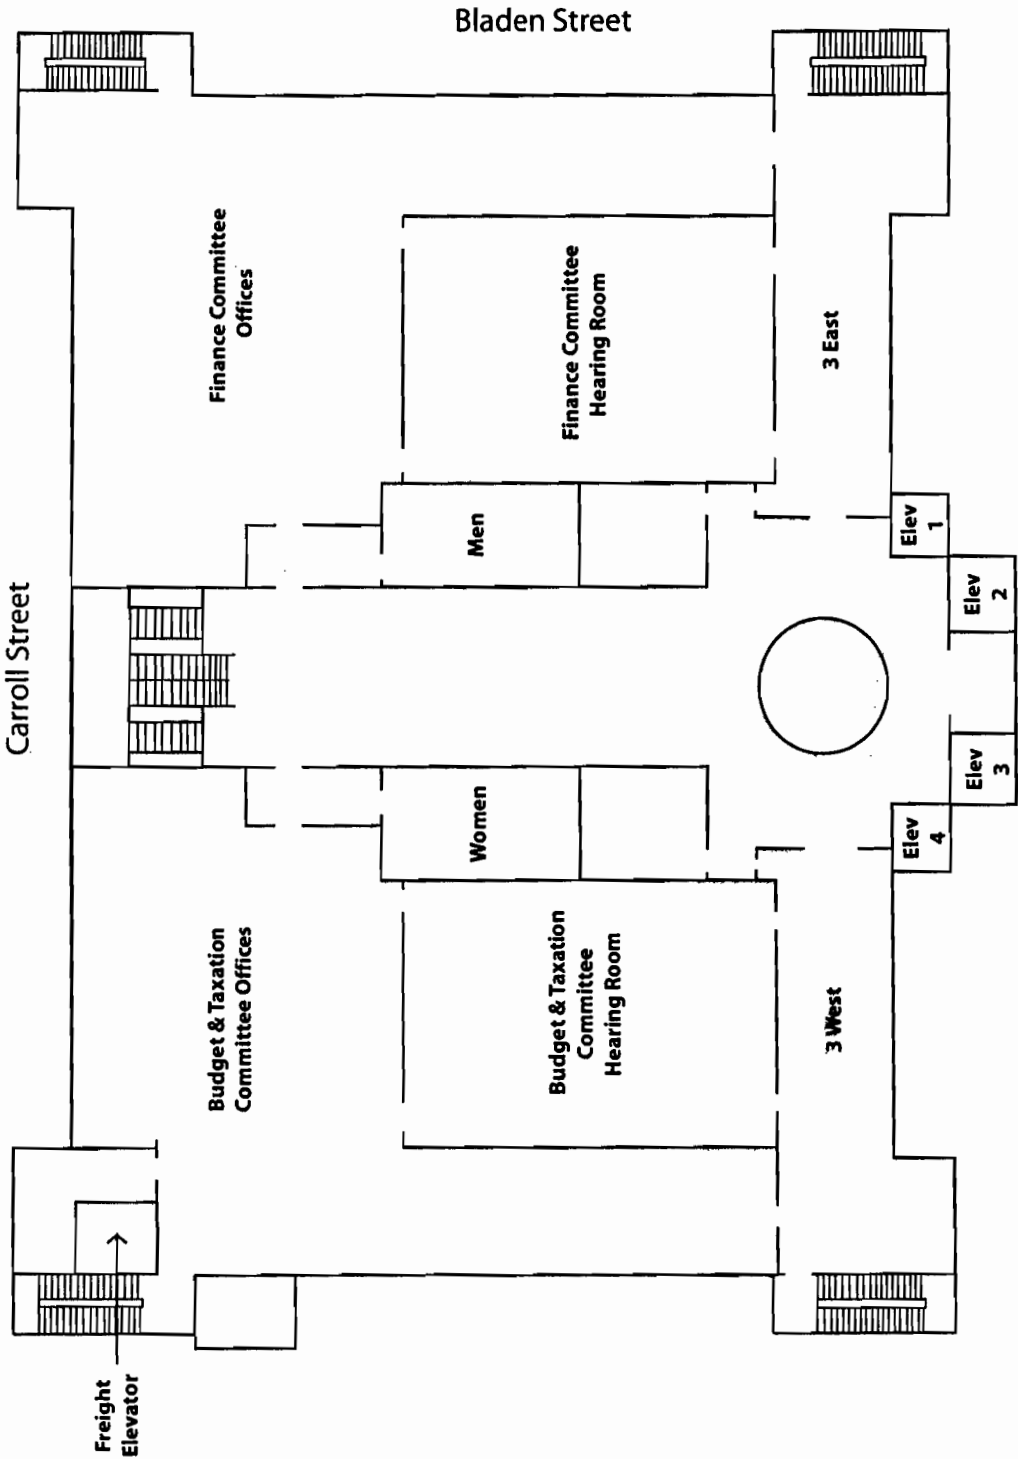 Bladen Street
Carroll Street
Finance Committee
Offices
Finance Committee
Hearing Room
3 East
Men
Elev
1
Elev
2
Elev
3
Elev
4
Women
Budget & Taxation
Committee Offices
Budget & Taxation
Committee
Hearing Room
3 West
Freight
Elevator